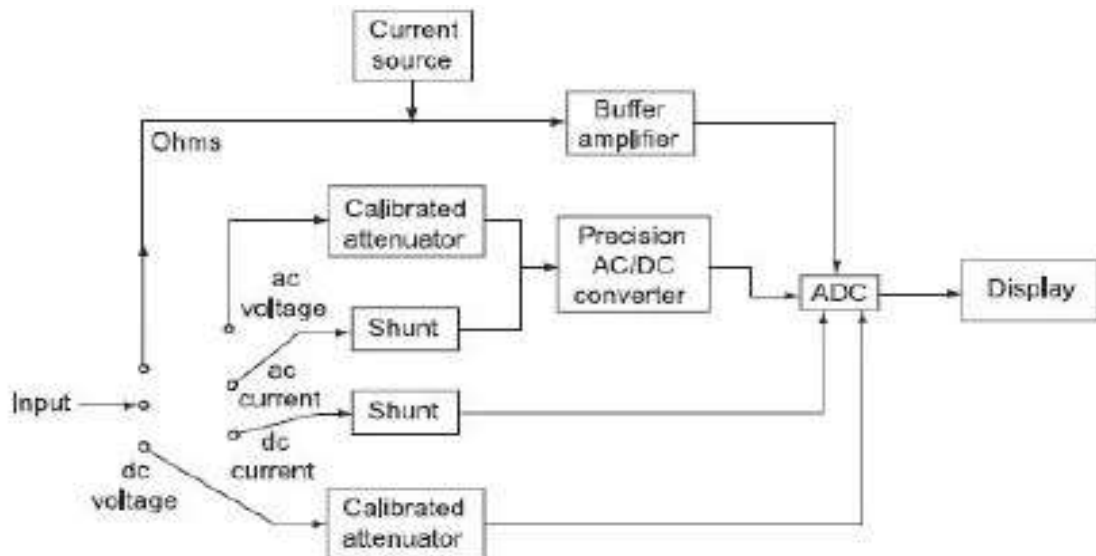 Current
source
Ohms
Buffer
amplifier
Calibrated
attenuator
Precision
AC/DC
converter
ADC
Display
ac
voltage
Shunt
Input
ac
current
Shunt
dc
current
dc
voltage
Calibrated
attenuator